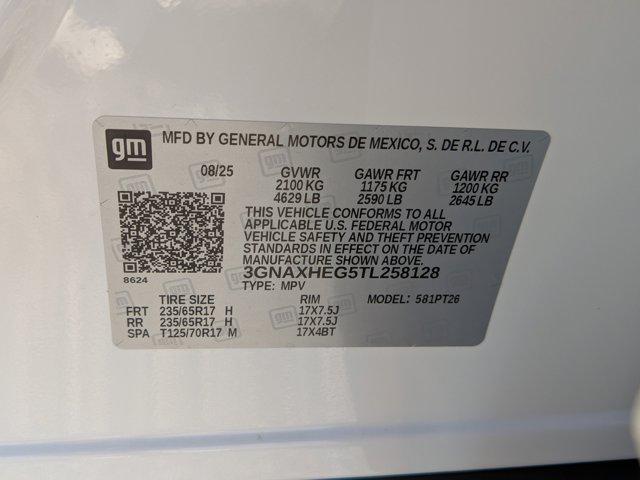 gm
MFD BY GENERAL MOTORS DE MEXICO, S. DE R.L. DE C.V.
08/25 GVWR GAWR FRT GAWR RR
2100 KG 1175 KG 1200 KG
4629 LB 2590 LB 2645 LB
THIS VEHICLE CONFORMS TO ALL
APPLICABLE U.S. FEDERAL MOTOR
VEHICLE SAFETY AND THEFT PREVENTION
STANDARDS IN EFFECT ON THE DATE OF
MANUFACTURE SHOWN ABOVE.
3GNAXHEG5TL258128
8624
TYPE: MPV
TIRE SIZE RIM MODEL: 581PT26
FRT 235/65R17 H 17X7.5J
RR 235/65R17 H 17X7.5J
SPA T125/70R17 M 17X4BT